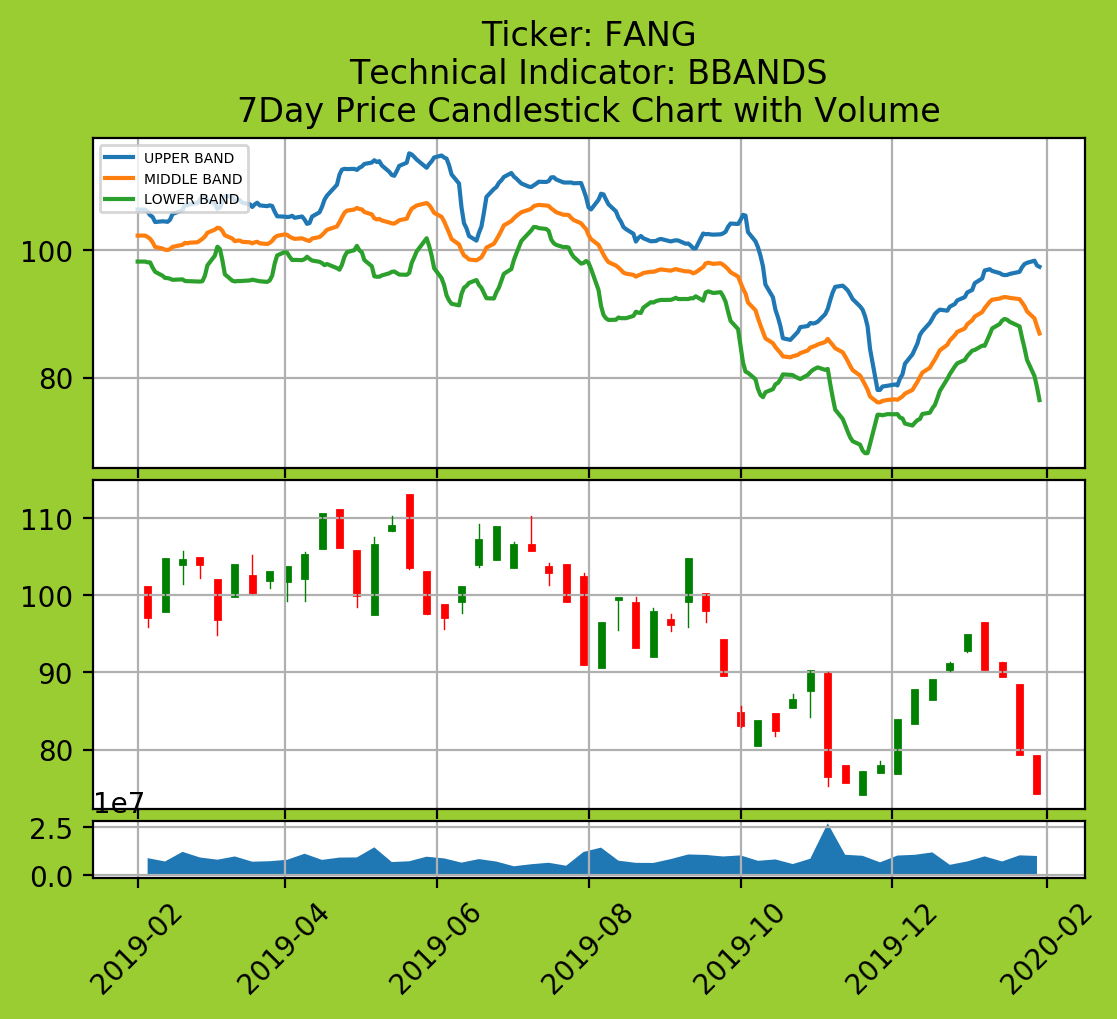 Ticker: FANG
Technical Indicator: BBANDS
7Day Price Candlestick Chart with Volume
UPPER BAND
MIDDLE BAND
LOWER BAND
100
80
110
100
90
80
1e7
2.5
0.0
2019-02
2019-04
2019-06
2019-08
2019-10
2019-12
2020-02